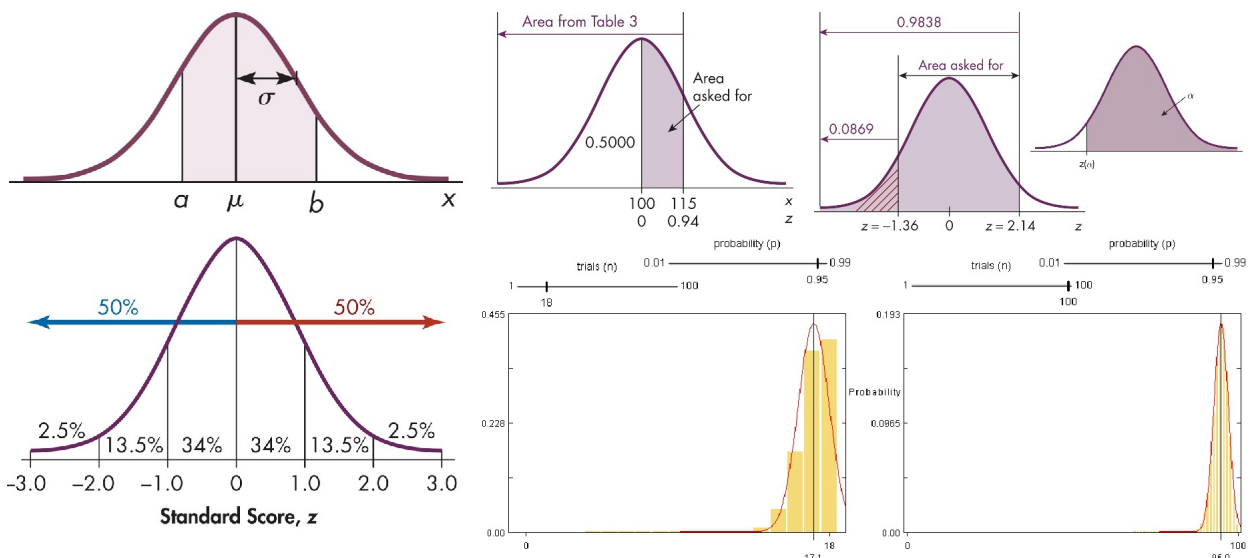 σ
a μ b x
Area from Table 3
Area
asked for
0.5000
100 115 x
0 0.94 z
0.9838
Area asked for
0.0869
z = −1.36 0 z = 2.14 z
α
z(α)
50% 50%
2.5% 13.5% 34% 34% 13.5% 2.5%
−3.0 −2.0 −1.0 0 1.0 2.0 3.0
Standard Score, z
probability (p)
trials (n) 0.01 0.99
0.95
1 100
18
0.455
0.228
0.00
0 18
17.1
probability (p)
trials (n) 0.01 0.99
0.95
1 100
100
0.193
Probability
0.0965
0.00
0 100